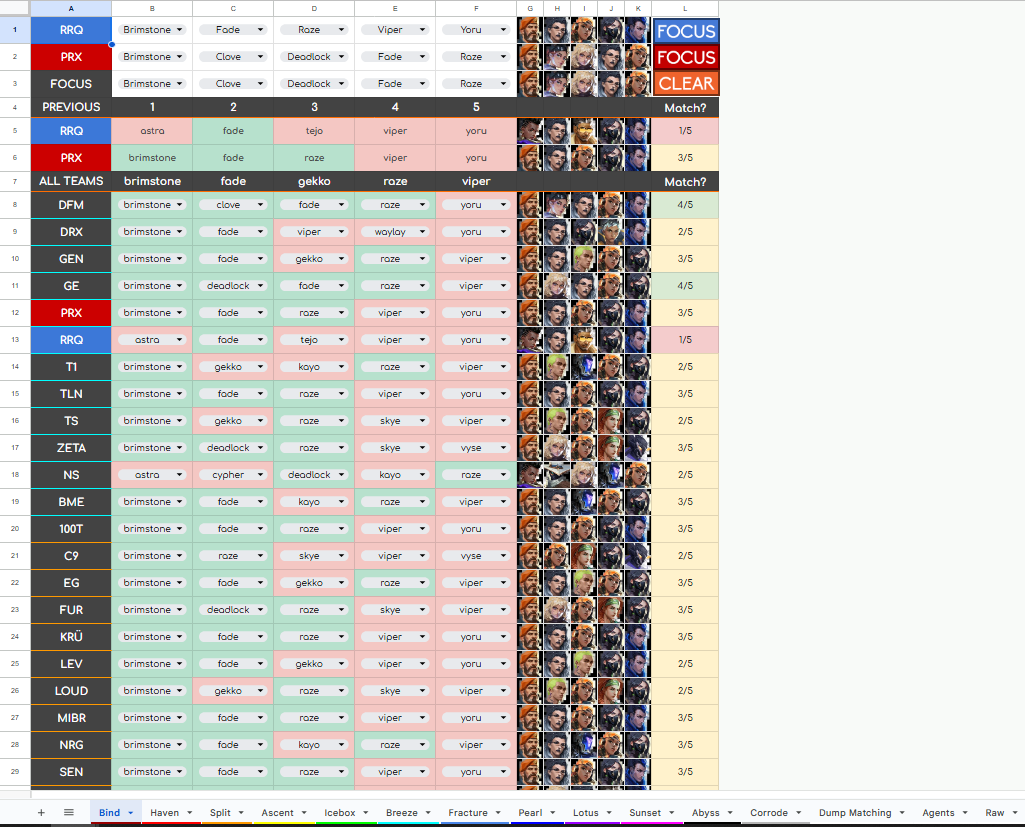 A B C D E F G H I J K L
1 RRQ Brimstone Fade Raze Viper Yoru FOCUS
2 PRX Brimstone Clove Deadlock Fade Raze FOCUS
3 FOCUS Brimstone Clove Deadlock Fade Raze CLEAR
4 PREVIOUS 1 2 3 4 5 Match?
5 RRQ astra fade tejo viper yoru 1/5
6 PRX brimstone fade raze viper yoru 3/5
7 ALL TEAMS brimstone fade gekko raze viper Match?
8 DFM brimstone clove fade raze yoru 4/5
9 DRX brimstone fade viper waylay yoru 2/5
10 GEN brimstone fade gekko raze viper 3/5
11 GE brimstone deadlock fade raze viper 4/5
12 PRX brimstone fade raze viper yoru 3/5
13 RRQ astra fade tejo viper yoru 1/5
14 T1 brimstone gekko kayo raze viper 2/5
15 TLN brimstone fade raze viper yoru 3/5
16 TS brimstone gekko raze skye viper 2/5
17 ZETA brimstone deadlock raze skye vyse 3/5
18 NS astra cypher deadlock kayo raze 2/5
19 BME brimstone fade kayo raze viper 3/5
20 100T brimstone fade raze viper yoru 3/5
21 C9 brimstone raze skye viper vyse 2/5
22 EG brimstone fade gekko raze viper 3/5
23 FUR brimstone deadlock raze skye viper 3/5
24 KRÜ brimstone fade raze viper yoru 3/5
25 LEV brimstone fade gekko viper yoru 2/5
26 LOUD brimstone gekko raze skye viper 2/5
27 MIBR brimstone fade raze viper yoru 3/5
28 NRG brimstone fade kayo raze viper 3/5
29 SEN brimstone fade raze viper yoru 3/5
+ Bind Haven Split Ascent Icebox Breeze Fracture Pearl Lotus Sunset Abyss Corrode Dump Matching Agents Raw